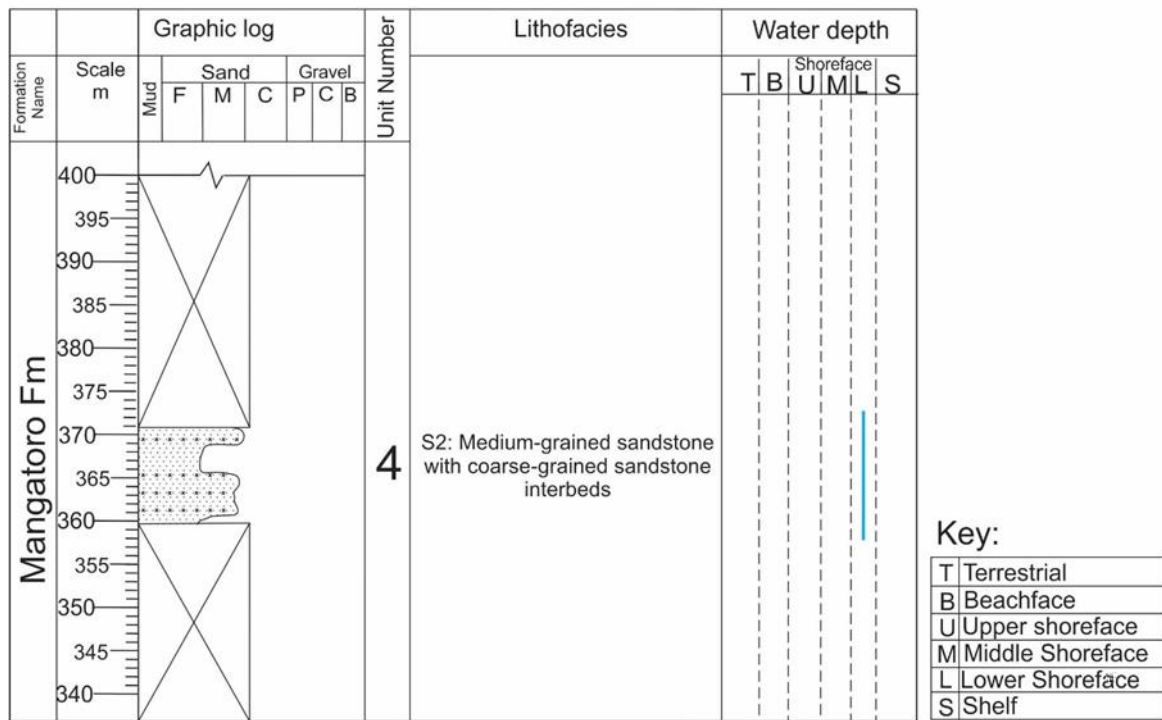 Graphic log
Unit Number
Lithofacies
Water depth
Formation
Name
Scale
m
Mud
Sand
F M C
Gravel
P C B
Shoreface
T B U M L S
Mangatoro Fm
400
395
390
385
380
375
370
365
360
355
350
345
340
4
S2: Medium-grained sandstone
with coarse-grained sandstone
interbeds
Key:
T Terrestrial
B Beachface
U Upper shoreface
M Middle Shoreface
L Lower Shoreface
S Shelf